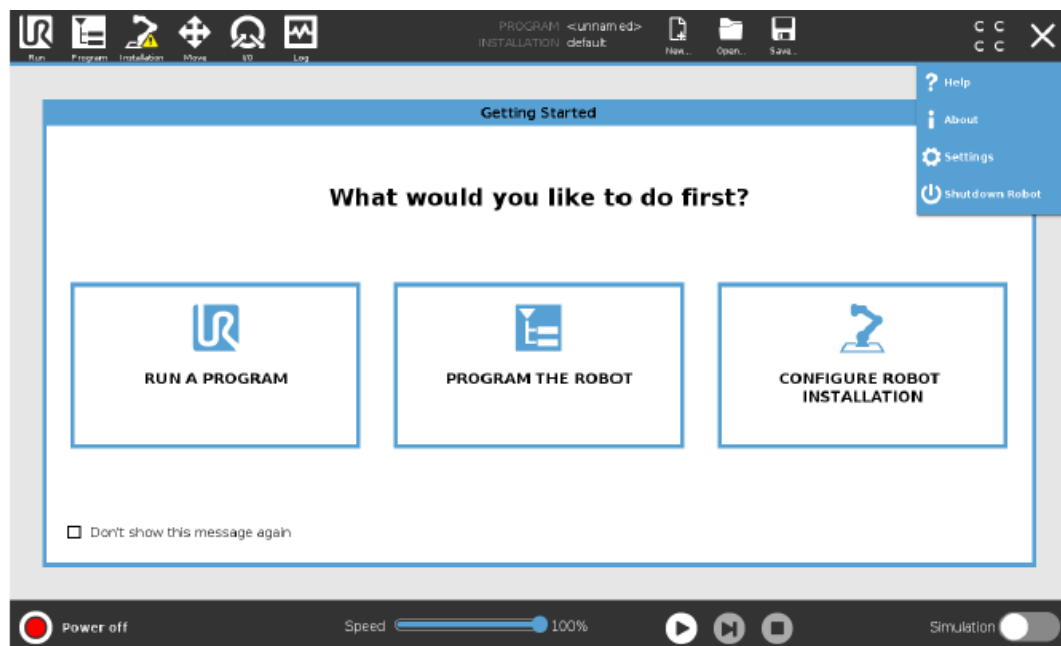 PROGRAM <unnamed>
INSTALLATION default
C C
C C
Run
Program
Installation
Move
I/O
Log
New...
Open...
Save...
Help
About
Settings
Shutdown Robot
Getting Started
What would you like to do first?
RUN A PROGRAM
PROGRAM THE ROBOT
CONFIGURE ROBOT
INSTALLATION
Don't show this message again
Power off
Speed
100%
Simulation